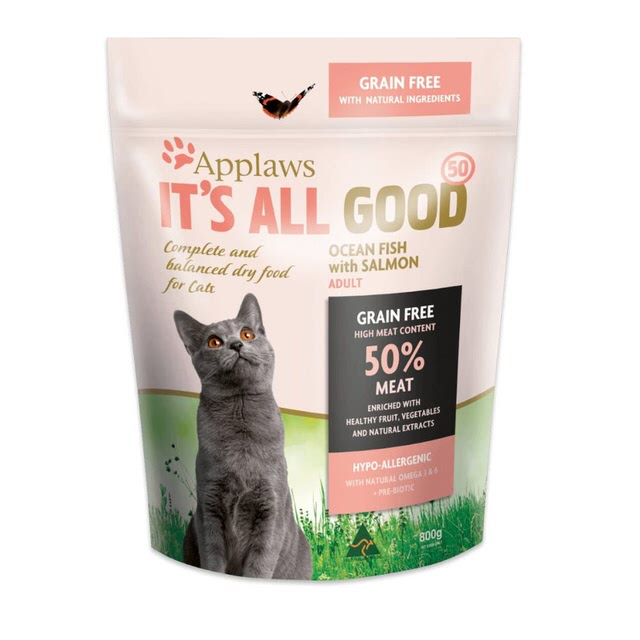 GRAIN FREE
WITH NATURAL INGREDIENTS
Applaws
50
IT'S ALL GOOD
Complete and
balanced dry food
for Cats
OCEAN FISH
with SALMON
ADULT
GRAIN FREE
HIGH MEAT CONTENT
50%
MEAT
ENRICHED WITH
HEALTHY FRUIT, VEGETABLES
AND NATURAL EXTRACTS
HYPO-ALLERGENIC
WITH NATURAL OMEGA 3 & 6
+ PRE-BIOTIC
800g